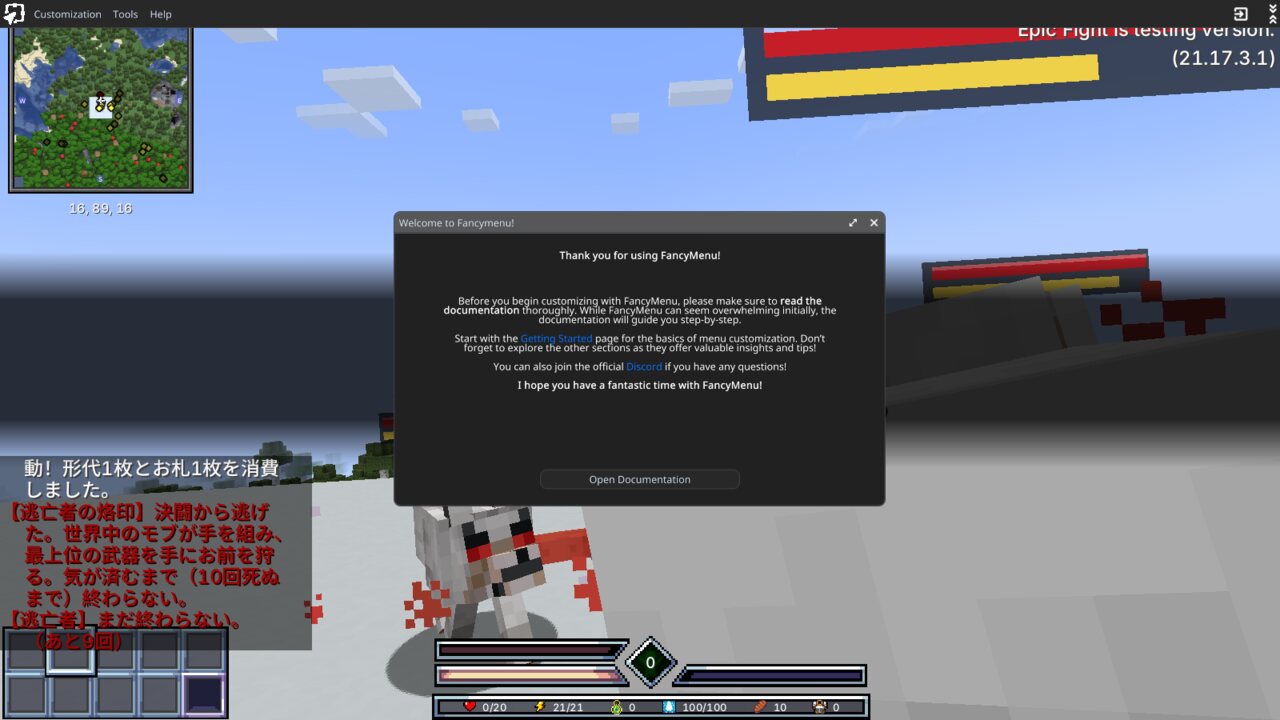 Customization Tools Help
Epic Fight is testing version.
(21.17.3.1)
W
E
S
16, 89, 16
Welcome to Fancymenu!
Thank you for using FancyMenu!
Before you begin customizing with FancyMenu, please make sure to read the
documentation thoroughly. While FancyMenu can seem overwhelming initially, the
documentation will guide you step-by-step.
Start with the Getting Started page for the basics of menu customization. Don't
forget to explore the other sections as they offer valuable insights and tips!
You can also join the official Discord if you have any questions!
I hope you have a fantastic time with FancyMenu!
Open Documentation
動！形代1枚とお札1枚を消費
しました。
【逃亡者の烙印】決闘から逃げ
た。世界中のモブが手を組み、
最上位の武器を手にお前を狩
る。気が済むまで（10回死ぬ
まで）終わらない。
【逃亡者】まだ終わらない。
（あと9回）
0
0/20 21/21 0 100/100 10 0